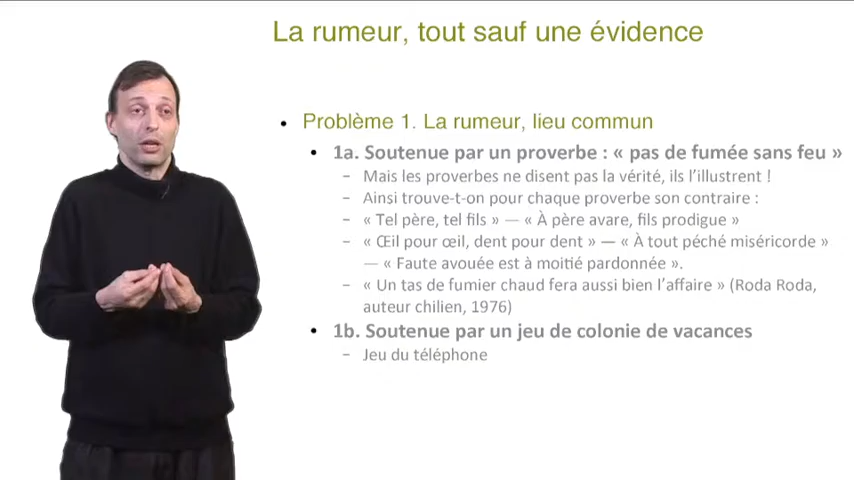 La rumeur, tout sauf une évidence
• Problème 1. La rumeur, lieu commun
• 1a. Soutenue par un proverbe : « pas de fumée sans feu »
– Mais les proverbes ne disent pas la vérité, ils l'illustrent !
– Ainsi trouve-t-on pour chaque proverbe son contraire :
– « Tel père, tel fils » — « À père avare, fils prodigue »
– « Œil pour œil, dent pour dent » — « À tout péché miséricorde »
— « Faute avouée est à moitié pardonnée ».
– « Un tas de fumier chaud fera aussi bien l'affaire » (Roda Roda,
auteur chilien, 1976)
• 1b. Soutenue par un jeu de colonie de vacances
– Jeu du téléphone